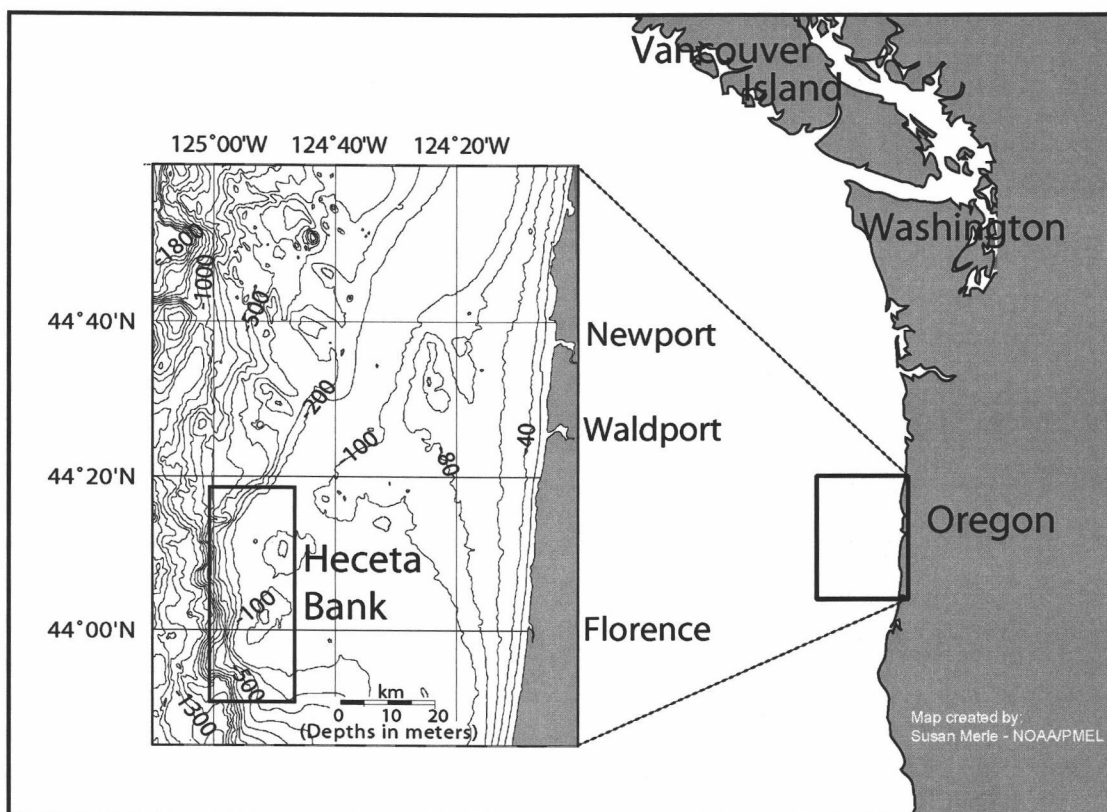 Vancouver
Island
125°00'W 124°40'W 124°20'W
Washington
-1800
-1000
-500
44°40'N
Newport
-200
-100
-80
-40
Waldport
44°20'N
Oregon
Heceta
Bank
-100
44°00'N
Florence
-500
-1300
km
0 10 20
(Depths in meters)
Map created by:
Susan Merle - NOAA/PMEL